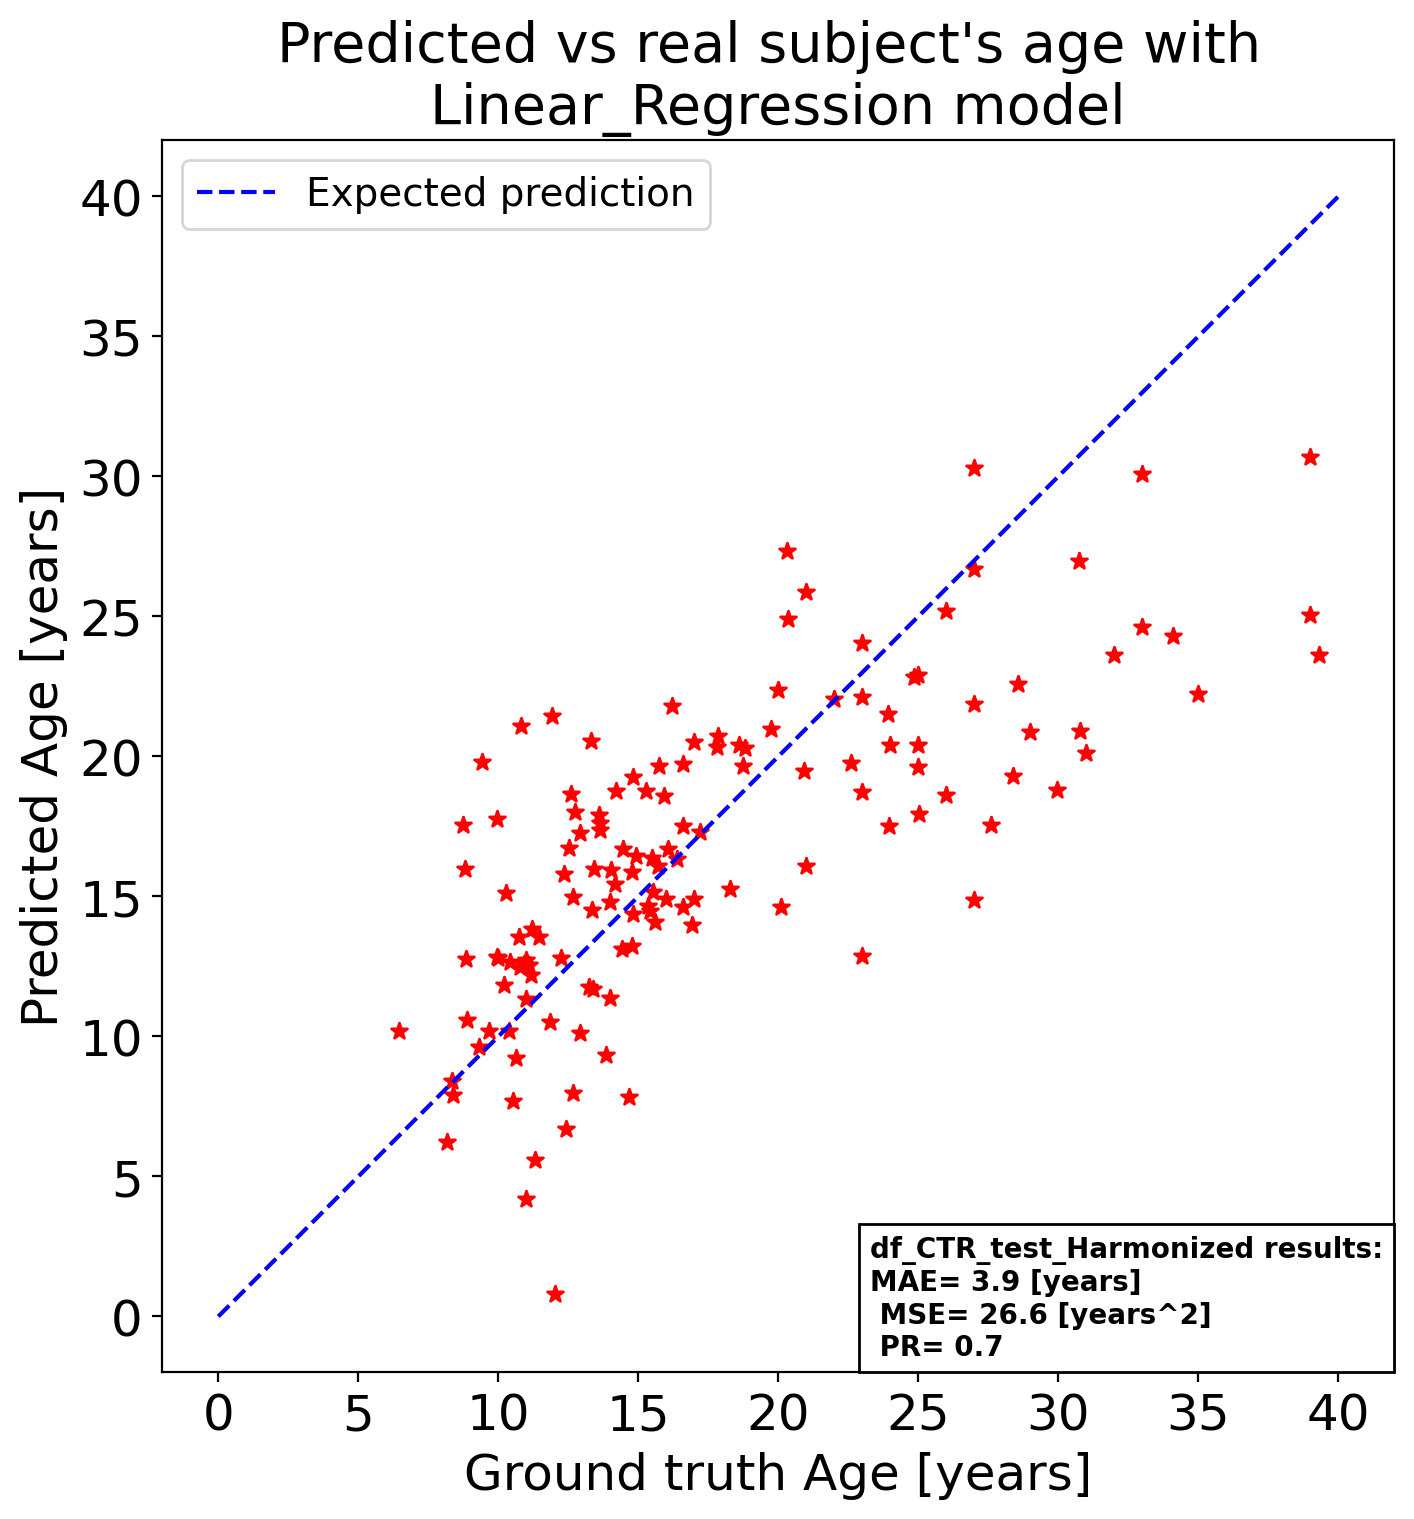 Predicted vs real subject's age with
Linear_Regression model
Expected prediction
Predicted Age [years]
40
35
30
25
20
15
10
5
0
df_CTR_test_Harmonized results:
MAE= 3.9 [years]
MSE= 26.6 [years^2]
PR= 0.7
0 5 10 15 20 25 30 35 40
Ground truth Age [years]